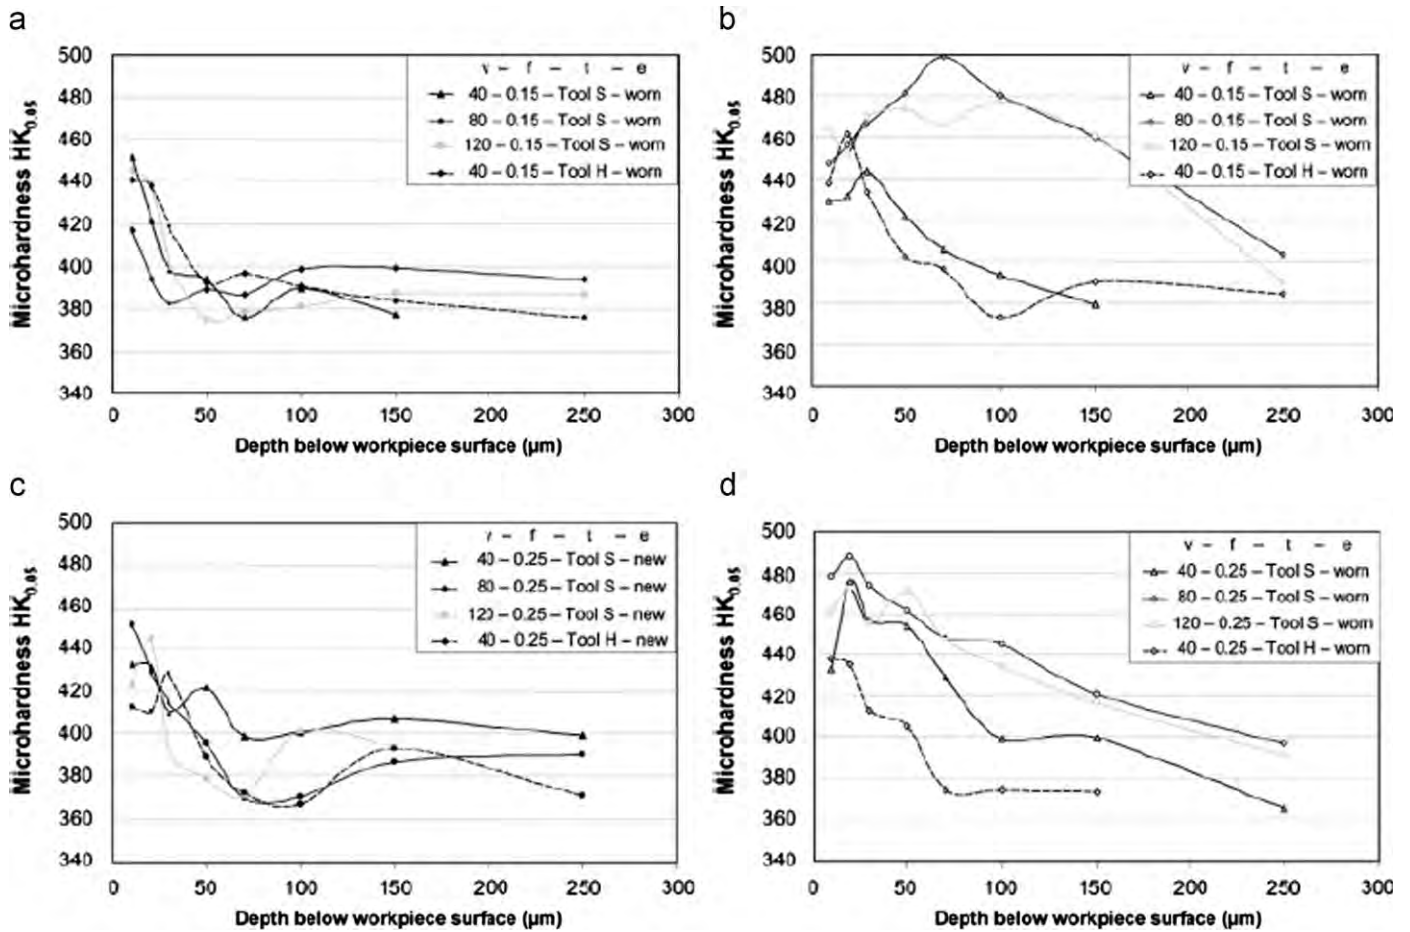 a
500
480
460
440
420
400
380
360
340
0 50 100 150 200 250 300
Microhardness HK0.05
Depth below workpiece surface (µm)
v – f – t – e
40 – 0.15 – Tool S – worn
80 – 0.15 – Tool S – worn
120 – 0.15 – Tool S – worn
40 – 0.15 – Tool H – worn
b
500
480
460
440
420
400
380
360
340
0 50 100 150 200 250 300
Microhardness HK0.05
Depth below workpiece surface (µm)
v – f – t – e
40 – 0.15 – Tool S – worn
80 – 0.15 – Tool S – worn
120 – 0.15 – Tool S – worn
40 – 0.15 – Tool H – worn
c
500
480
460
440
420
400
380
360
340
0 50 100 150 200 250 300
Microhardness HK0.05
Depth below workpiece surface (µm)
v – f – t – e
40 – 0.25 – Tool S – new
80 – 0.25 – Tool S – new
120 – 0.25 – Tool S – new
40 – 0.25 – Tool H – new
d
500
480
460
440
420
400
380
360
340
0 50 100 150 200 250 300
Microhardness HK0.05
Depth below workpiece surface (µm)
v – f – t – e
40 – 0.25 – Tool S – worn
80 – 0.25 – Tool S – worn
120 – 0.25 – Tool S – worn
40 – 0.25 – Tool H – worn